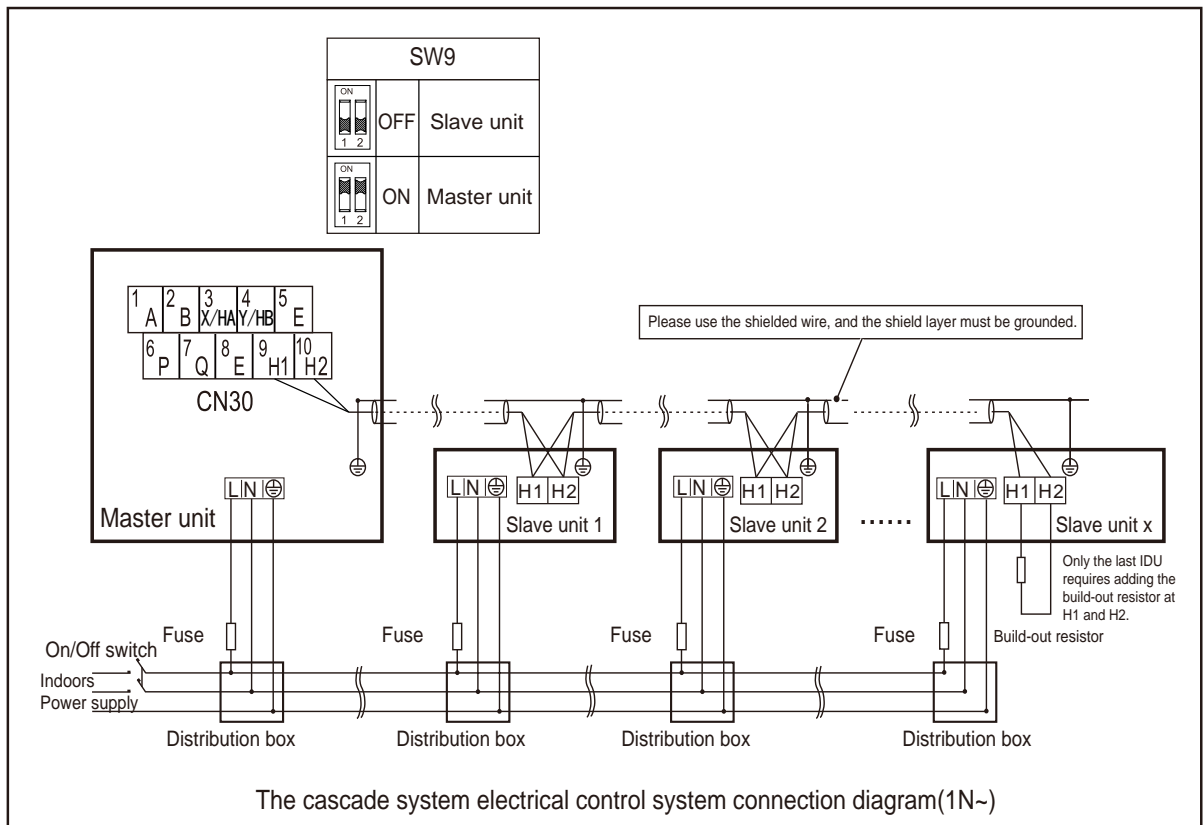 SW9
ON
1 2
OFF
Slave unit
ON
1 2
ON
Master unit
1 A 2 B 3 X/HA 4 Y/HB 5 E
6 P 7 Q 8 E 9 H1 10 H2
CN30
Please use the shielded wire, and the shield layer must be grounded.
L N
Master unit
L N
H1 H2
Slave unit 1
L N
H1 H2
Slave unit 2
......
L N
H1 H2
Slave unit x
Only the last IDU
requires adding the
build-out resistor at
H1 and H2.
Build-out resistor
Fuse
Fuse
Fuse
Fuse
On/Off switch
Indoors
Power supply
Distribution box
Distribution box
Distribution box
Distribution box
The cascade system electrical control system connection diagram(1N~)